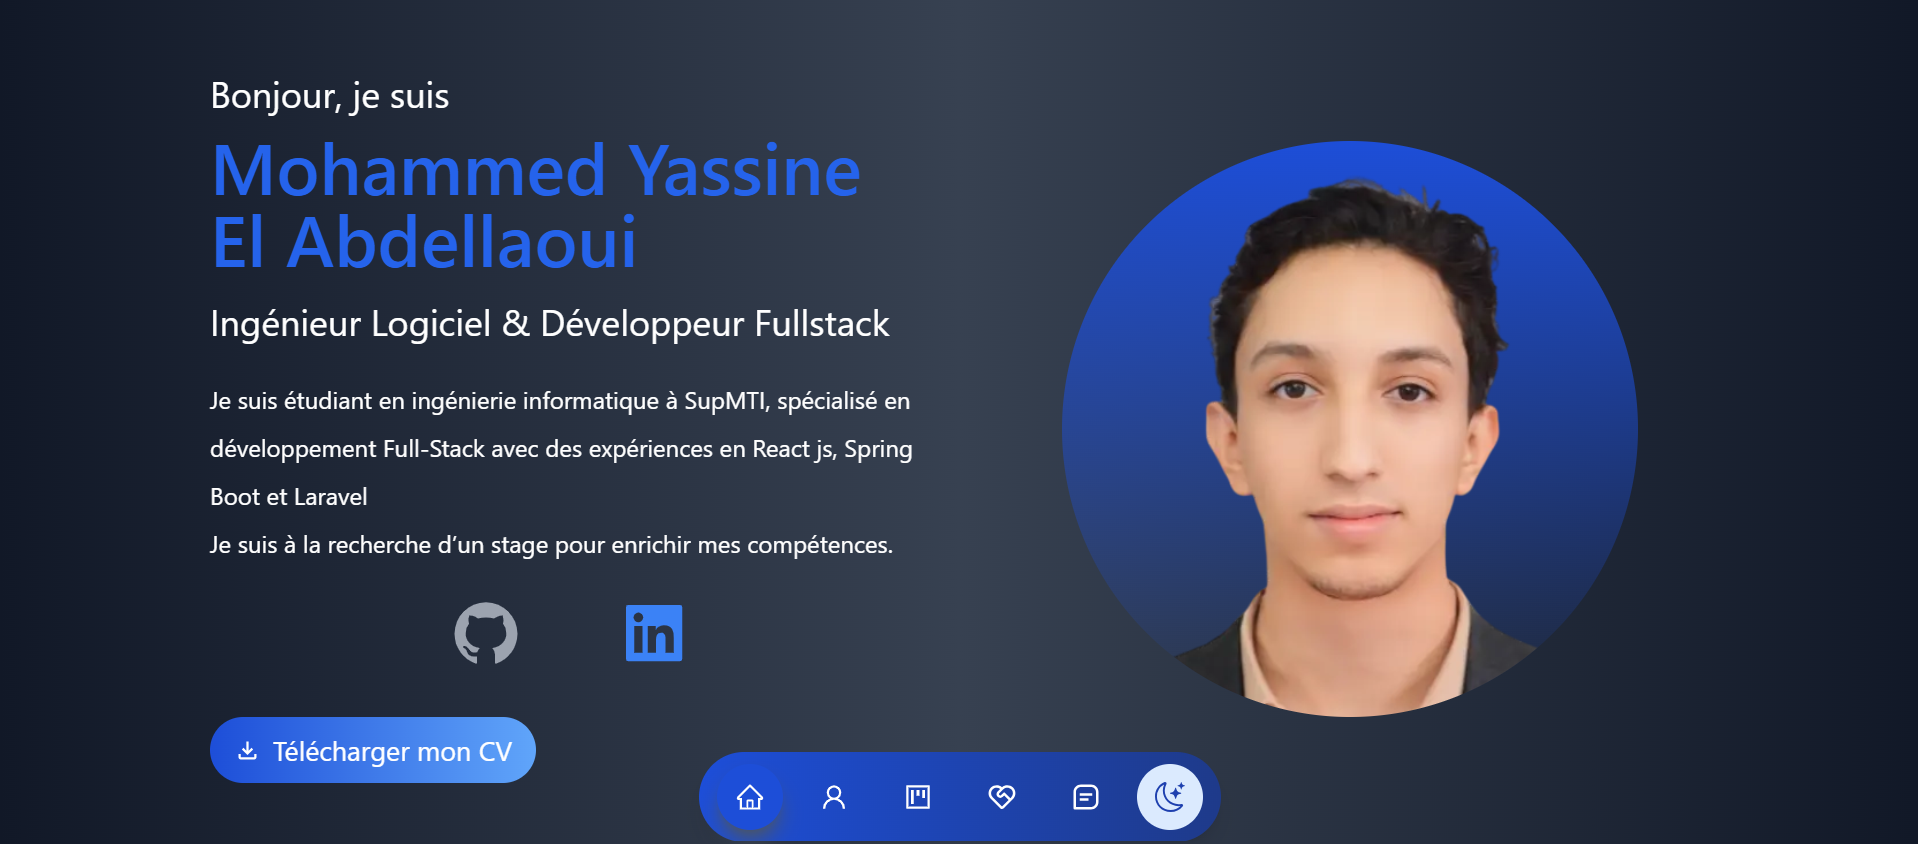 Bonjour, je suis
Mohammed Yassine
El Abdellaoui
Ingénieur Logiciel & Développeur Fullstack
Je suis étudiant en ingénierie informatique à SupMTI, spécialisé en
développement Full-Stack avec des expériences en React js, Spring
Boot et Laravel
Je suis à la recherche d’un stage pour enrichir mes compétences.
in
Télécharger mon CV